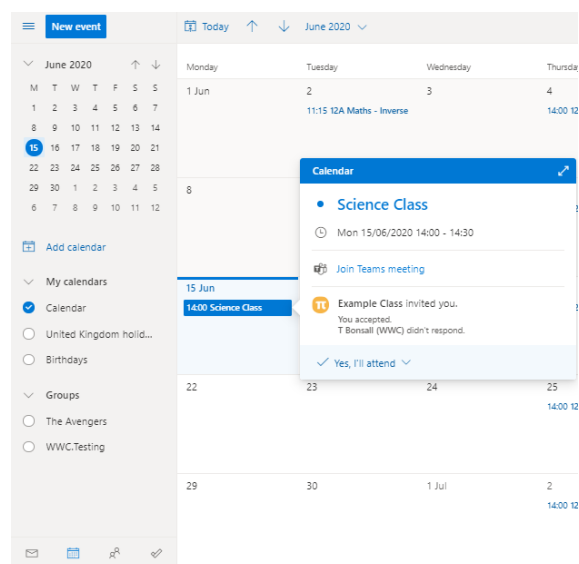 New event
Today
June 2020
June 2020
M T W T F S S
1 2 3 4 5 6 7
8 9 10 11 12 13 14
15 16 17 18 19 20 21
22 23 24 25 26 27 28
29 30 1 2 3 4 5
6 7 8 9 10 11 12
Add calendar
My calendars
Calendar
United Kingdom holid...
Birthdays
Groups
The Avengers
WWC.Testing
Monday Tuesday Wednesday Thursday
1 Jun 2 3 4
11:15 12A Maths - Inverse 14:00 12
8
Calendar
Science Class
Mon 15/06/2020 14:00 - 14:30
Join Teams meeting
Example Class invited you.
You accepted.
T Bonsall (WWC) didn't respond.
Yes, I'll attend
15 Jun
14:00 Science Class
22 23 24 25
14:00 12
29 30 1 Jul 2
14:00 12